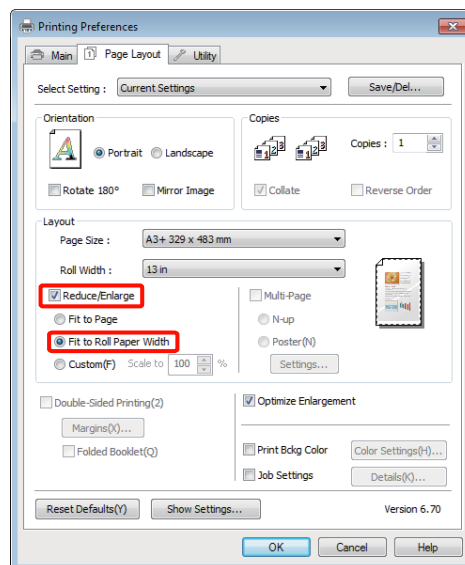 Printing Preferences
Main Page Layout Utility
Select Setting : Current Settings Save/Del...
Orientation Copies
Portrait Landscape Copies : 1
Rotate 180° Mirror Image Collate Reverse Order
Layout
Page Size : A3+ 329 x 483 mm
Roll Width : 13 in
Reduce/Enlarge Multi-Page
Fit to Page N-up
Fit to Roll Paper Width Poster(N)
Custom(F) Scale to 100 % Settings...
Double-Sided Printing(2) Optimize Enlargement
Margins(X)...
Folded Booklet(Q) Print Bckg Color Color Settings(H)...
Job Settings Details(K)...
Reset Defaults(Y) Show Settings... Version 6.70
OK Cancel Help